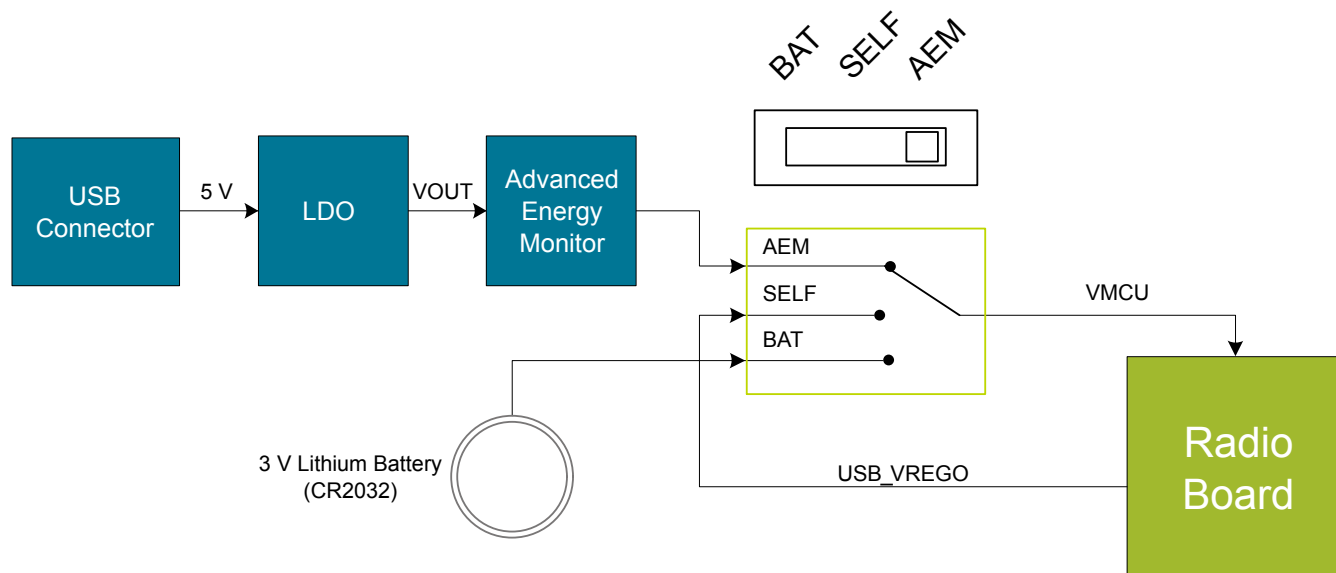 BAT
SELF
AEM
USB
Connector
5 V
LDO
VOUT
Advanced
Energy
Monitor
AEM
SELF
BAT
VMCU
3 V Lithium Battery
(CR2032)
USB_VREGO
Radio
Board